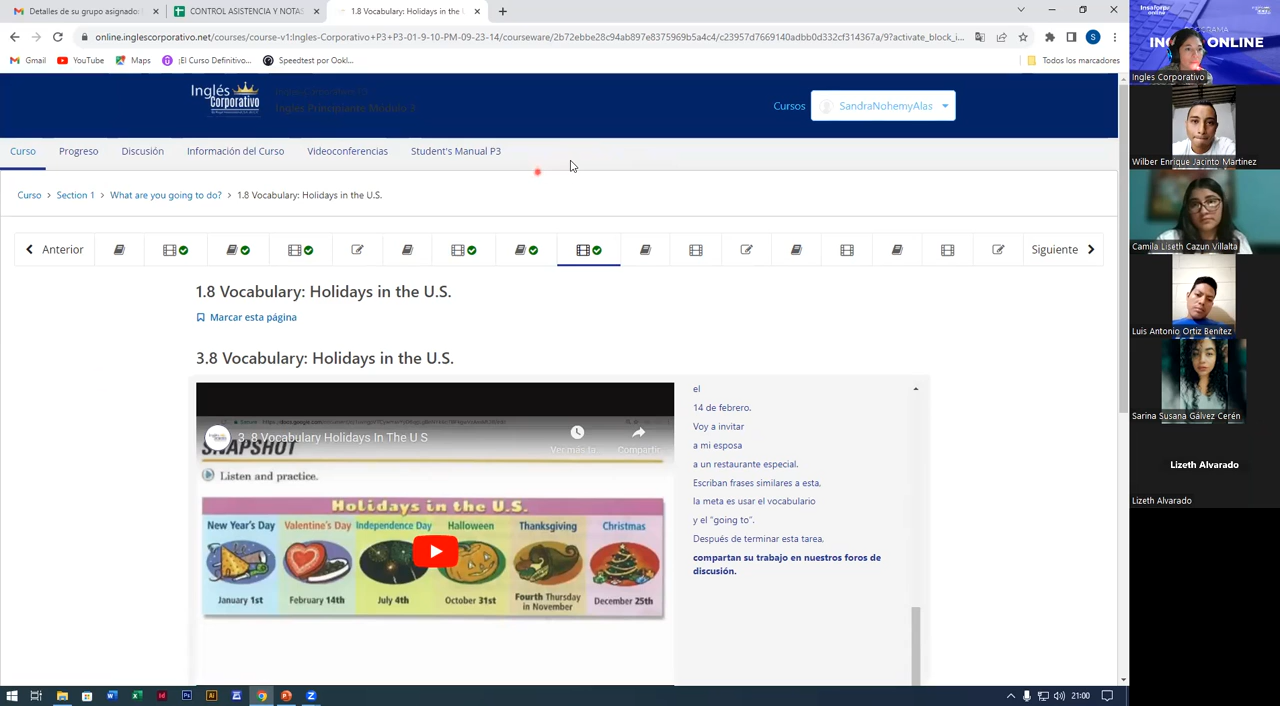 Detalles de su grupo asignado
CONTROL ASISTENCIA Y NOTAS
1.8 Vocabulary: Holidays in the
online.inglescorporativo.net/courses/course-v1:Ingles-Corporativo+P3+P3-01-9-10-PM-09-23-14/courseware/2b72ebbe28c94ab897e8375969b5a4c4/c23957d7669140adbb0d332cf314367a/9?activate_block_i...
Gmail
YouTube
Maps
¡El Curso Definitivo...
Speedtest por Ookl...
Todos los marcadores
Inglés
Corporativo
Cursos
SandraNohemyAlas
Curso
Progreso
Discusión
Información del Curso
Videoconferencias
Student's Manual P3
Curso > Section 1 > What are you going to do? > 1.8 Vocabulary: Holidays in the U.S.
Anterior
Siguiente
1.8 Vocabulary: Holidays in the U.S.
Marcar esta página
3.8 Vocabulary: Holidays in the U.S.
3. 8 Vocabulary Holidays In The U S
SNAPSHOT
Compartir
Listen and practice.
Holidays in the U.S.
New Year's Day
Valentine's Day
Independence Day
Halloween
Thanksgiving
Christmas
January 1st
February 14th
July 4th
October 31st
Fourth Thursday
in November
December 25th
el
14 de febrero.
Voy a invitar
a mi esposa
a un restaurante especial.
Escriban frases similares a esta,
la meta es usar el vocabulario
y el "going to".
Después de terminar esta tarea,
compartan su trabajo en nuestros foros de
discusión.
21:00
ONLINE
Ingles Corporativo
Wilber Enrique Jacinto Martinez
Camila Liseth Cazun Villalta
Luis Antonio Ortiz Benítez
Sarina Susana Gálvez Cerén
Lizeth Alvarado
Lizeth Alvarado